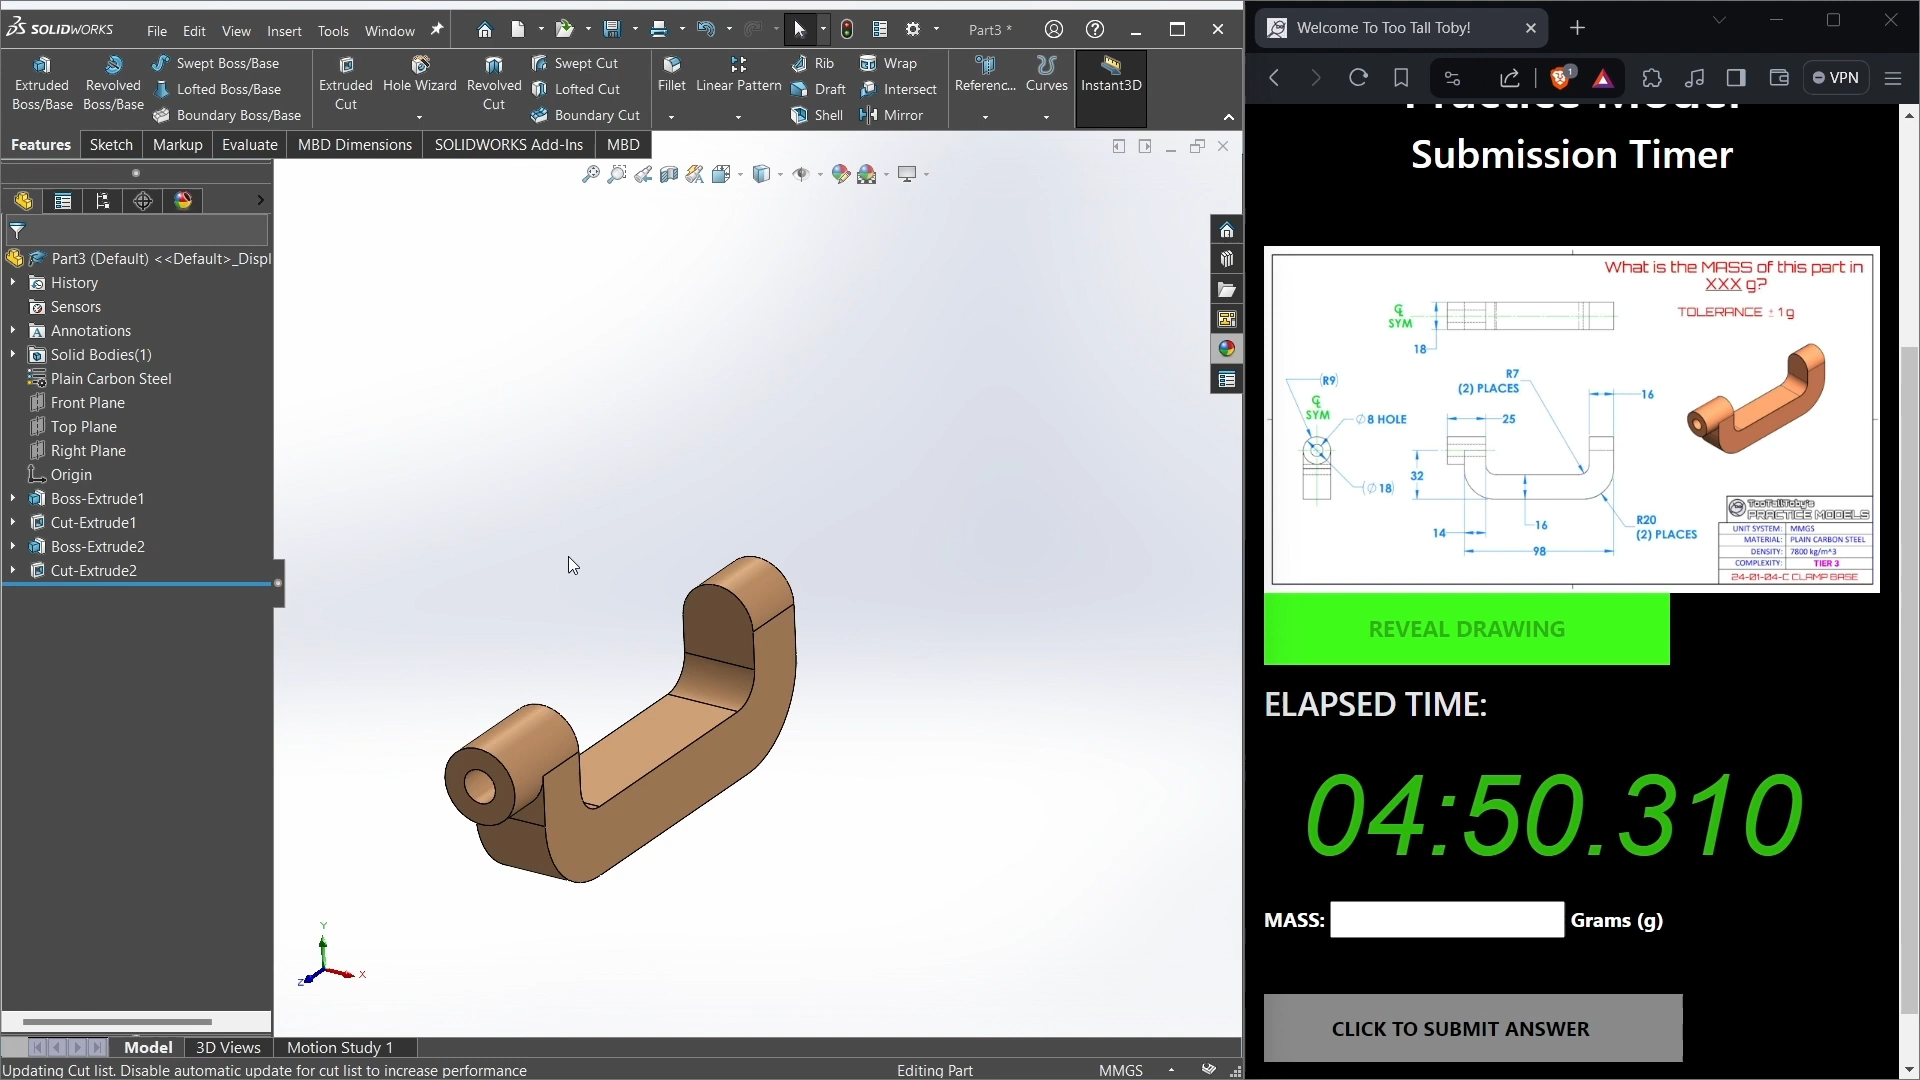 SOLIDWORKS
File Edit View Insert Tools Window
Part3 *
Extruded Boss/Base
Revolved Boss/Base
Swept Boss/Base
Lofted Boss/Base
Boundary Boss/Base
Extruded Cut
Hole Wizard
Revolved Cut
Swept Cut
Lofted Cut
Boundary Cut
Fillet
Linear Pattern
Rib
Draft
Shell
Wrap
Intersect
Mirror
Referenc...
Curves
Instant3D
Features Sketch Markup Evaluate MBD Dimensions SOLIDWORKS Add-Ins MBD
Part3 (Default) <<Default>_Displ
History
Sensors
Annotations
Solid Bodies(1)
Plain Carbon Steel
Front Plane
Top Plane
Right Plane
Origin
Boss-Extrude1
Cut-Extrude1
Boss-Extrude2
Cut-Extrude2
Y
X
Z
Model 3D Views Motion Study 1
Updating Cut list. Disable automatic update for cut list to increase performance
Editing Part
MMGS
Welcome To Too Tall Toby!
1
VPN
Practice Model
Submission Timer
What is the MASS of this part in
XXX g?
TOLERANCE ± 1 g
SYM
18
(R9)
SYM
Ø8 HOLE
(Ø18)
R7
(2) PLACES
16
25
32
14
16
98
R20
(2) PLACES
TooTallToby's
PRACTICE MODELS
UNIT SYSTEM: MMGS
MATERIAL: PLAIN CARBON STEEL
DENSITY: 7800 kg/m^3
COMPLEXITY: TIER 3
24-01-04-C CLAMP BASE
REVEAL DRAWING
ELAPSED TIME:
04:50.310
MASS: Grams (g)
CLICK TO SUBMIT ANSWER